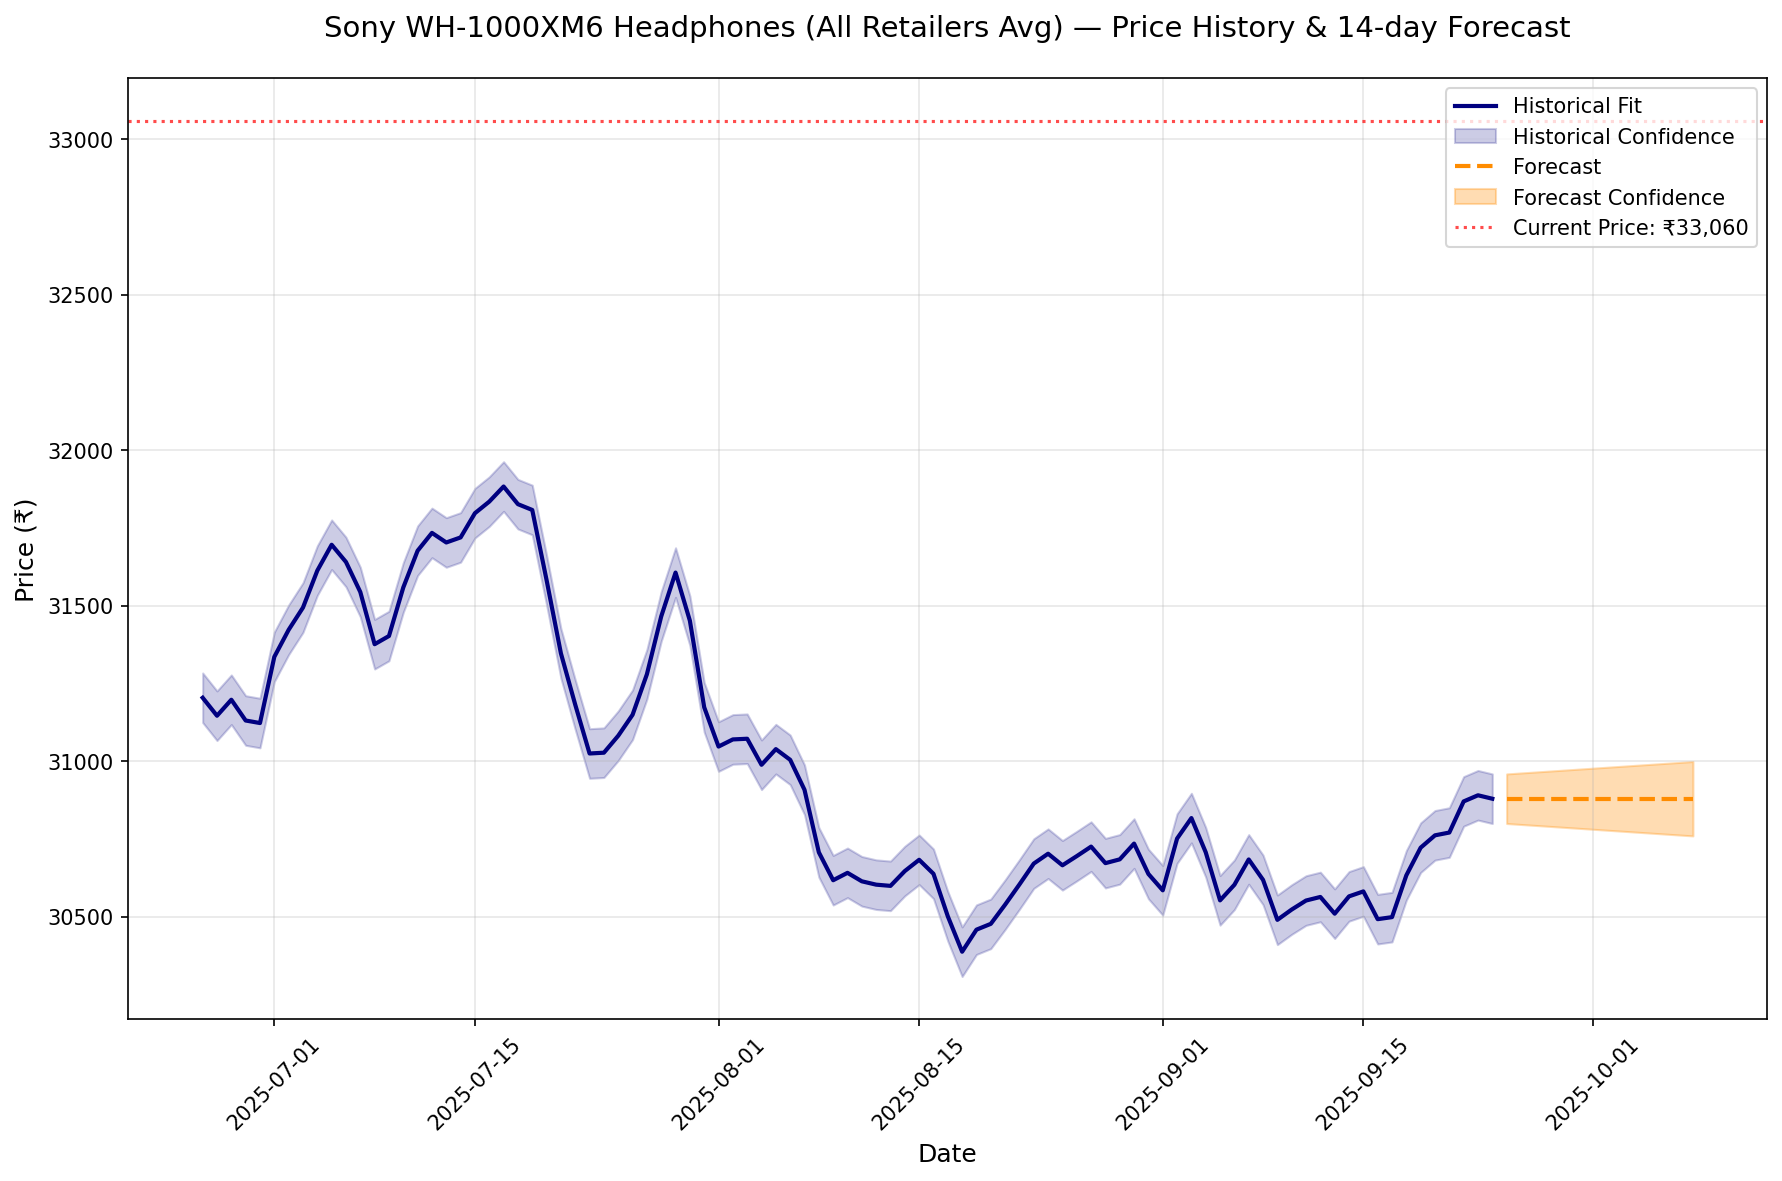 Sony WH-1000XM6 Headphones (All Retailers Avg) — Price History & 14-day Forecast
Historical Fit
Historical Confidence
Forecast
Forecast Confidence
Current Price: ₹33,060
33000
32500
32000
31500
31000
30500
Price (₹)
2025-07-01
2025-07-15
2025-08-01
2025-08-15
2025-09-01
2025-09-15
2025-10-01
Date